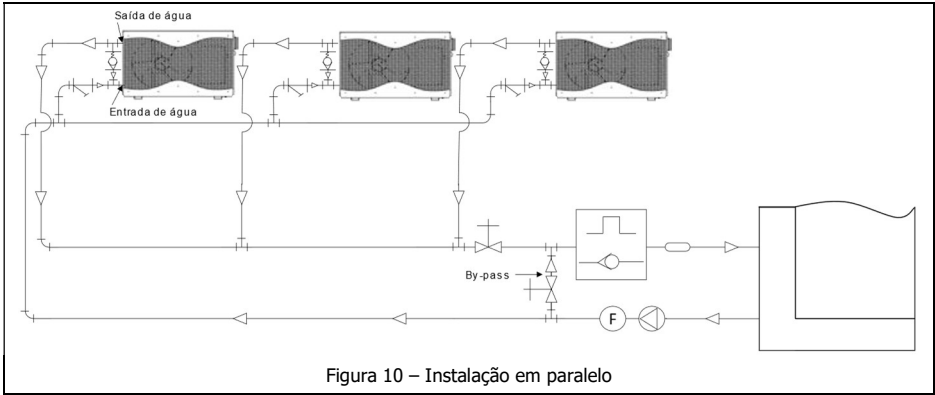 Saída de água
Entrada de água
By-pass
F
Figura 10 – Instalação em paralelo